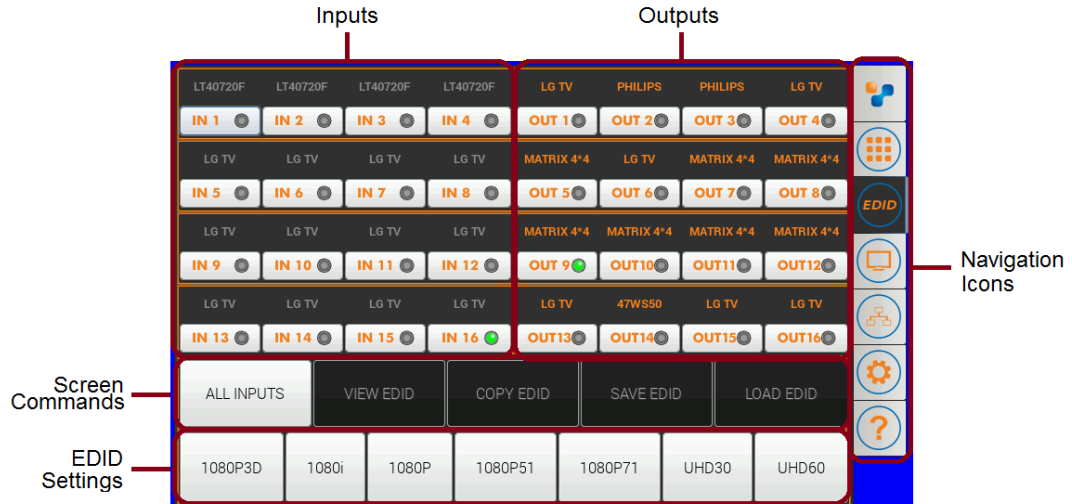 Inputs Outputs
LT40720F LT40720F LT40720F LT40720F LG TV PHILIPS PHILIPS LG TV
IN 1 IN 2 IN 3 IN 4 OUT 1 OUT 2 OUT 3 OUT 4
LG TV LG TV LG TV LG TV MATRIX 4*4 LG TV MATRIX 4*4 MATRIX 4*4
IN 5 IN 6 IN 7 IN 8 OUT 5 OUT 6 OUT 7 OUT 8
EDID
LG TV LG TV LG TV LG TV MATRIX 4*4 MATRIX 4*4 MATRIX 4*4 MATRIX 4*4
IN 9 IN 10 IN 11 IN 12 OUT 9 OUT10 OUT11 OUT12
Navigation
Icons
LG TV LG TV LG TV LG TV LG TV 47WS50 LG TV LG TV
IN 13 IN 14 IN 15 IN 16 OUT13 OUT14 OUT15 OUT16
Screen
Commands
ALL INPUTS VIEW EDID COPY EDID SAVE EDID LOAD EDID
?
EDID
Settings
1080P3D 1080i 1080P 1080P51 1080P71 UHD30 UHD60